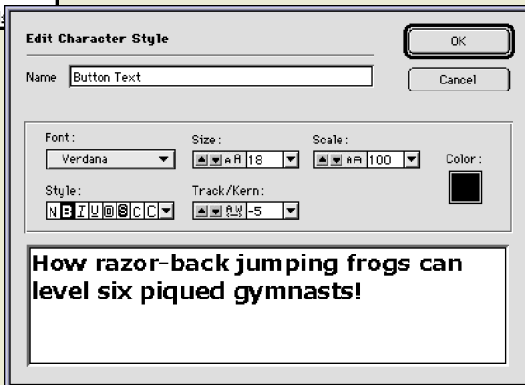 Edit Character Style
OK
Name Button Text
Cancel
Font: Size: Scale:
Verdana 18 100 Color:
Style: Track/Kern:
N B I U O S C C -5
How razor-back jumping frogs can
level six piqued gymnasts!